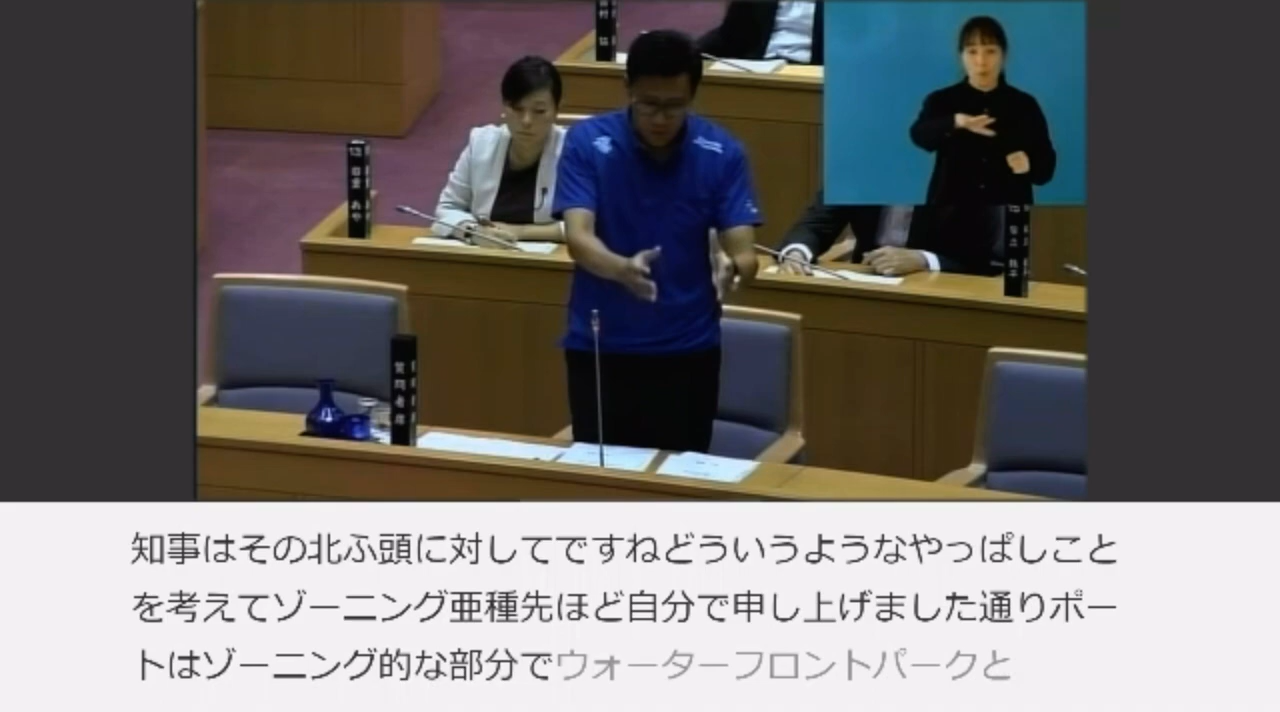 質問者席
知事はその北ふ頭に対してですねどういうようなやっぱしこと
を考えてゾーニング亜種先ほど自分で申し上げました通りポー
トはゾーニング的な部分でウォーターフロントパークと